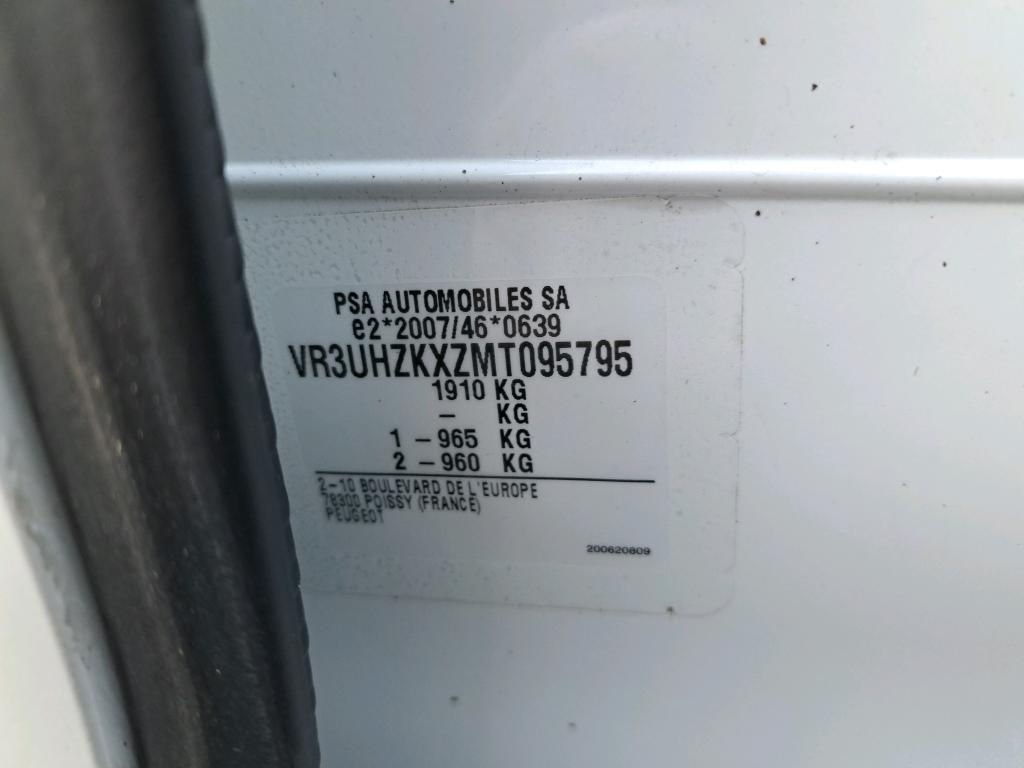 PSA AUTOMOBILES SA
e2*2007/46*0639
VR3UHZKXZMT095795
1910 KG
– KG
1 – 965 KG
2 – 960 KG
2–10 BOULEVARD DE L'EUROPE
78300 POISSY (FRANCE)
PEUGEOT
200620809